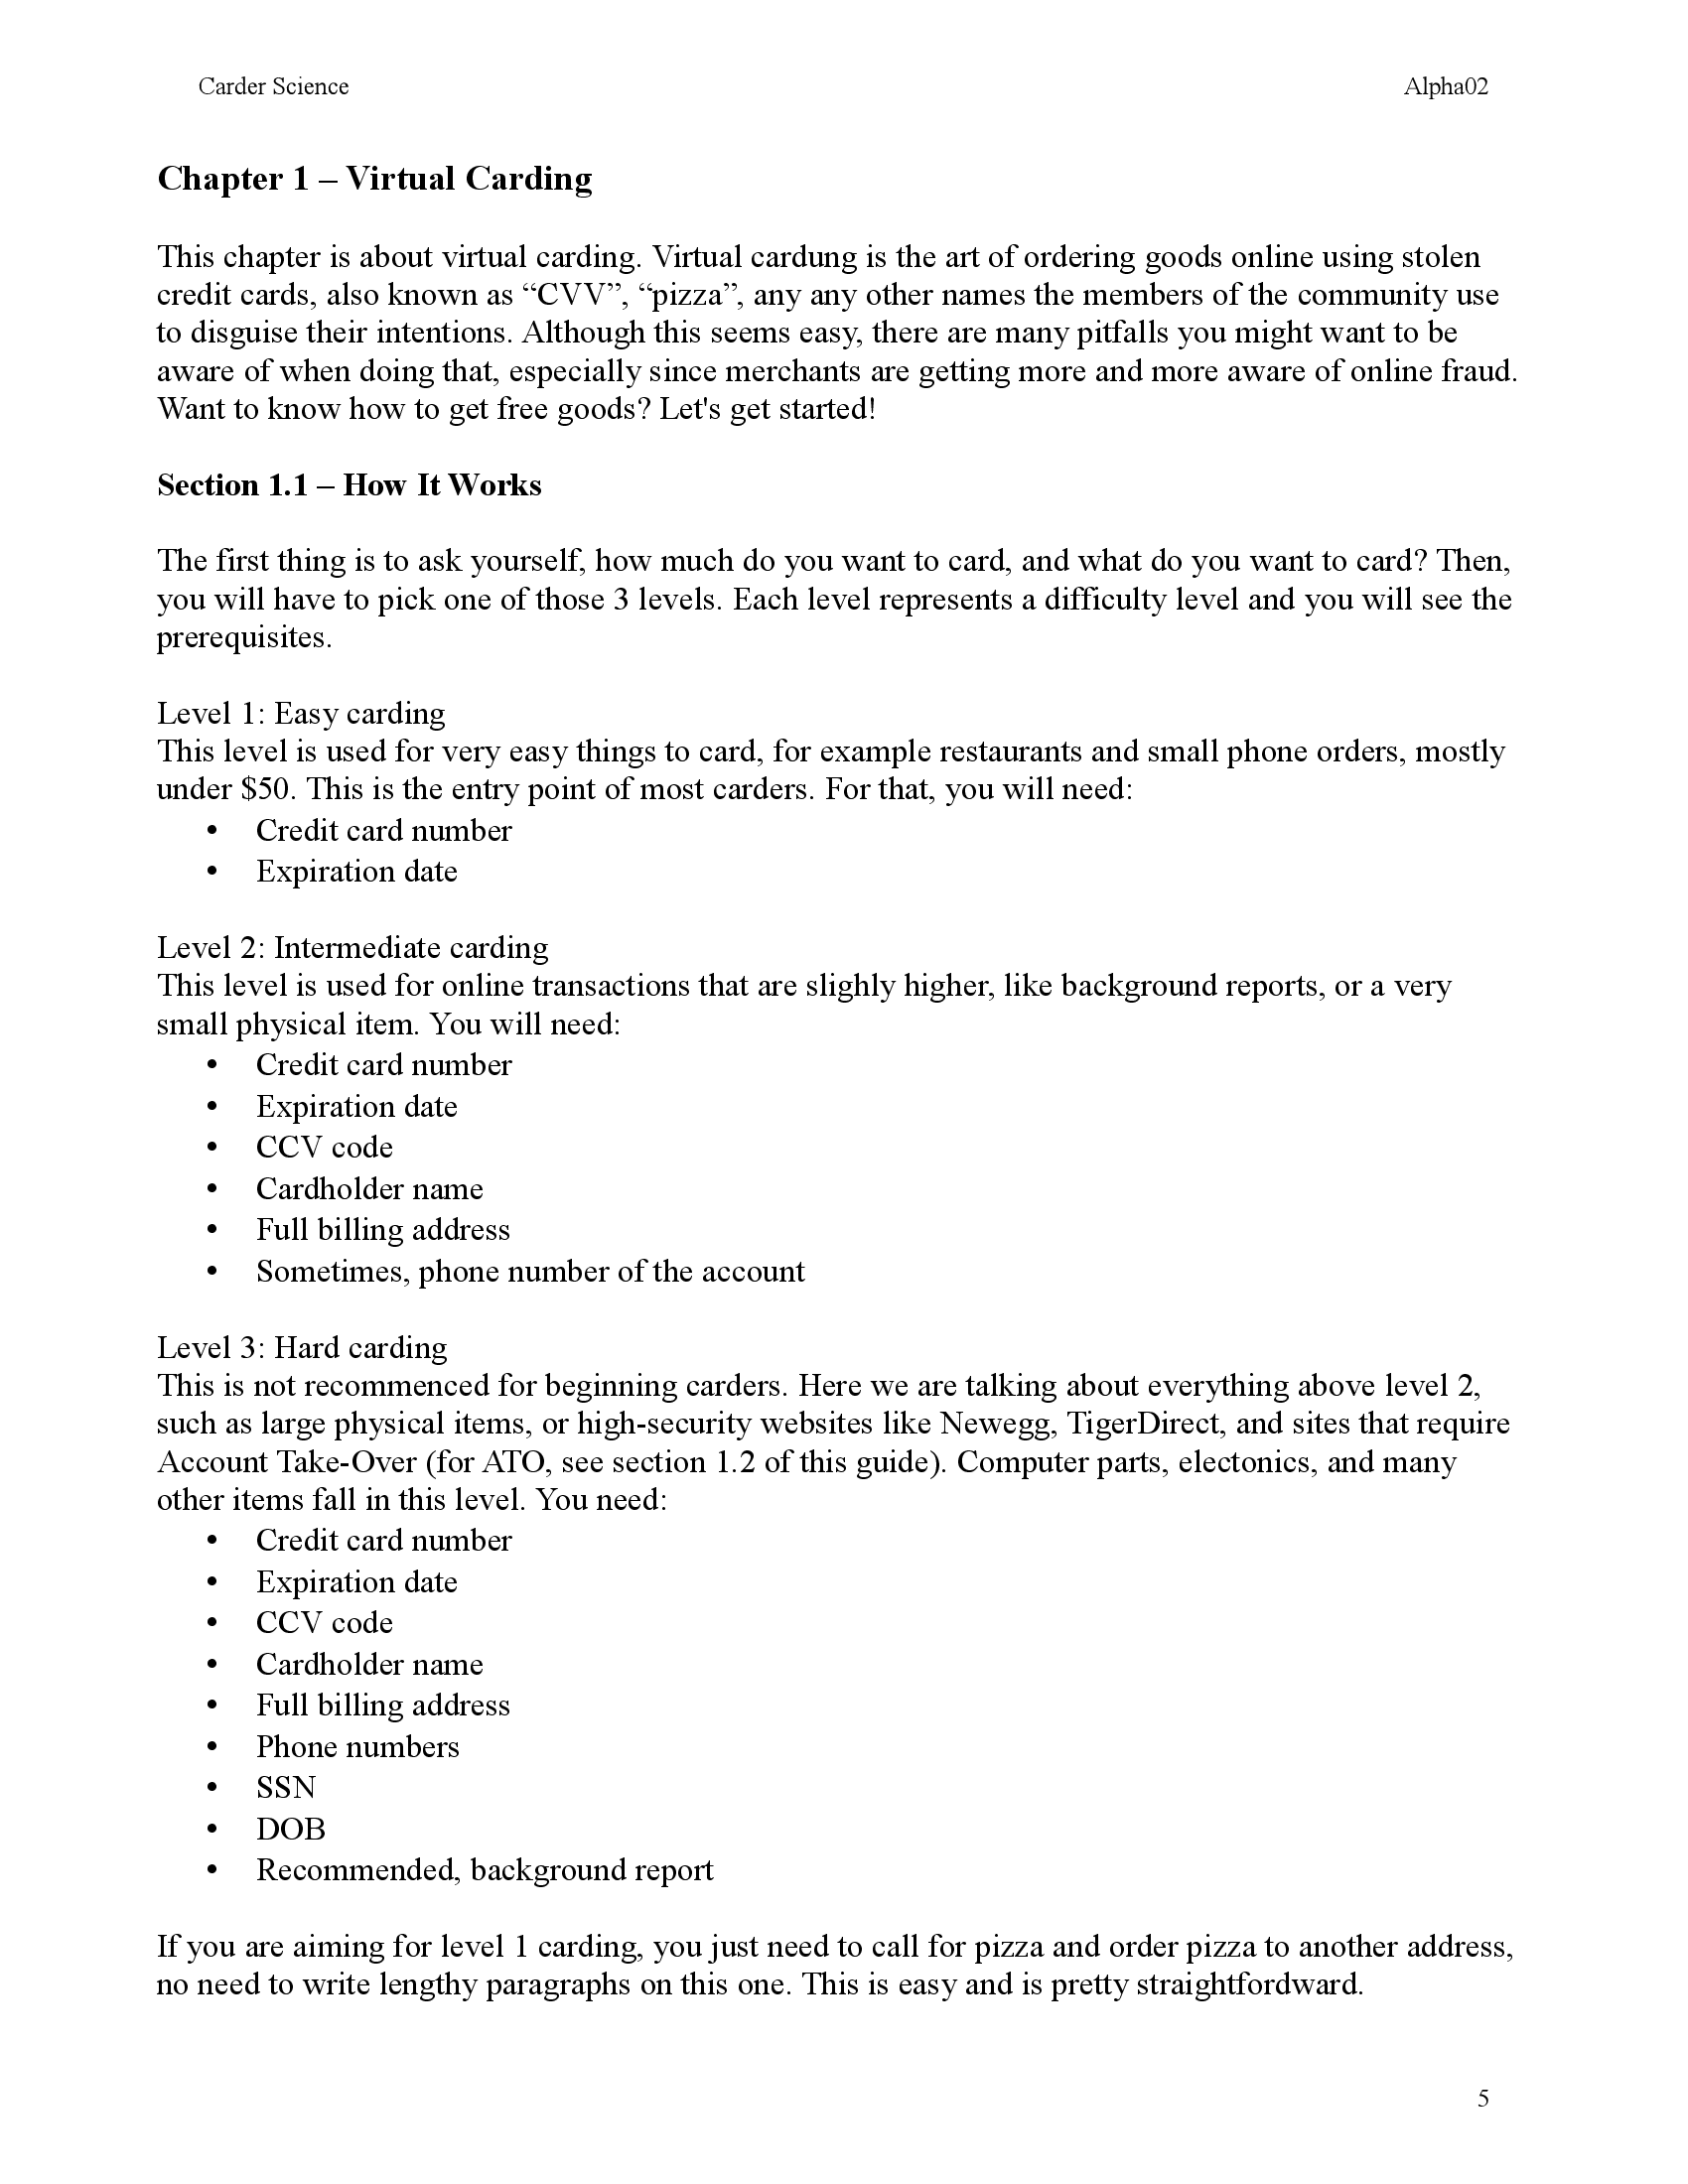 Carder Science
Alpha02
Chapter 1 – Virtual Carding
This chapter is about virtual carding. Virtual cardung is the art of ordering goods online using stolen
credit cards, also known as “CVV”, “pizza”, any any other names the members of the community use
to disguise their intentions. Although this seems easy, there are many pitfalls you might want to be
aware of when doing that, especially since merchants are getting more and more aware of online fraud.
Want to know how to get free goods? Let's get started!
Section 1.1 – How It Works
The first thing is to ask yourself, how much do you want to card, and what do you want to card? Then,
you will have to pick one of those 3 levels. Each level represents a difficulty level and you will see the
prerequisites.
Level 1: Easy carding
This level is used for very easy things to card, for example restaurants and small phone orders, mostly
under $50. This is the entry point of most carders. For that, you will need:
• Credit card number
• Expiration date
Level 2: Intermediate carding
This level is used for online transactions that are slighly higher, like background reports, or a very
small physical item. You will need:
• Credit card number
• Expiration date
• CCV code
• Cardholder name
• Full billing address
• Sometimes, phone number of the account
Level 3: Hard carding
This is not recommenced for beginning carders. Here we are talking about everything above level 2,
such as large physical items, or high-security websites like Newegg, TigerDirect, and sites that require
Account Take-Over (for ATO, see section 1.2 of this guide). Computer parts, electonics, and many
other items fall in this level. You need:
• Credit card number
• Expiration date
• CCV code
• Cardholder name
• Full billing address
• Phone numbers
• SSN
• DOB
• Recommended, background report
If you are aiming for level 1 carding, you just need to call for pizza and order pizza to another address,
no need to write lengthy paragraphs on this one. This is easy and is pretty straightfordward.
5